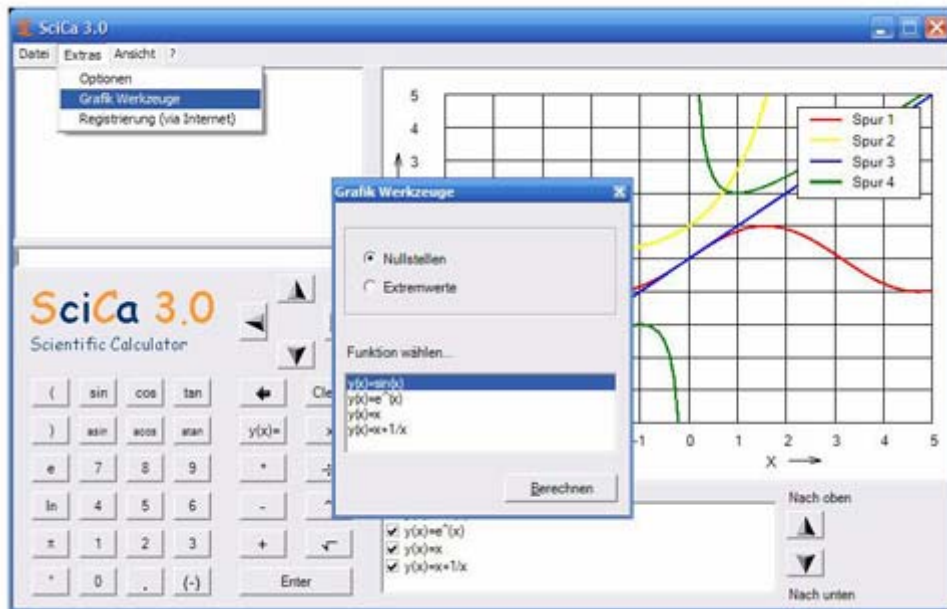 SciCa 3.0
Datei Extras Ansicht ?
Optionen
Grafik Werkzeuge
Registrierung (via Internet)
5
4
3
Spur 1
Spur 2
Spur 3
Spur 4
Grafik Werkzeuge
Nullstellen
Extremwerte
Funktion wählen...
y(x)=sin(x)
y(x)=e^(x)
y(x)=x
y(x)=x+1/x
Berechnen
SciCa 3.0
Scientific Calculator
( sin cos tan Cle
) asin acos atan y(x)= x
e 7 8 9 *
ln 4 5 6 - ^
π 1 2 3 + √
° 0 . (-) Enter
-1 0 1 2 3 4 5
X
y(x)=e^(x)
y(x)=x
y(x)=x+1/x
Nach oben
Nach unten